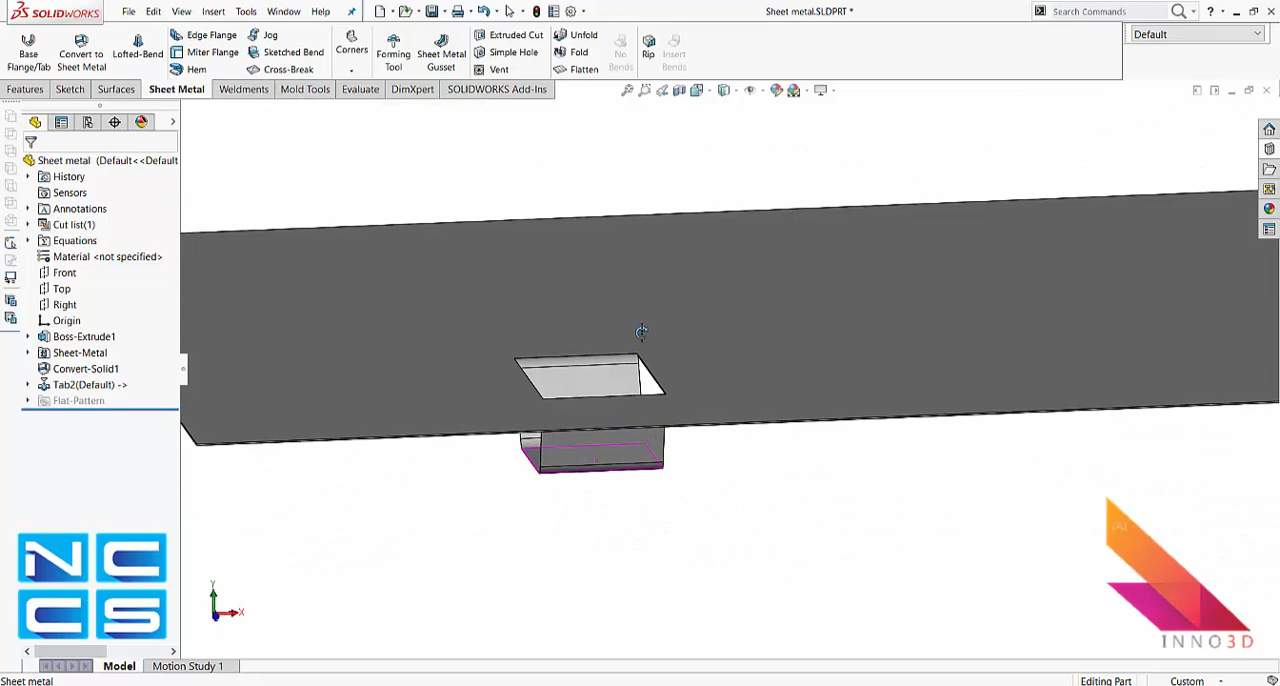 SOLIDWORKS File Edit View Insert Tools Window Help Sheet metal.SLDPRT * Search Commands ?
Edge Flange Jog Extruded Cut Unfold Default
Base Flange/Tab Convert to Sheet Metal Lofted-Bend Miter Flange Sketched Bend Corners Forming Tool Sheet Metal Gusset Simple Hole Fold No Bends Rip Insert Bends
Hem Cross-Break Vent Flatten
Features Sketch Surfaces Sheet Metal Weldments Mold Tools Evaluate DimXpert SOLIDWORKS Add-Ins
Sheet metal (Default<<Default
History
Sensors
Annotations
Cut list(1)
Equations
Material <not specified>
Front
Top
Right
Origin
Boss-Extrude1
Sheet-Metal
Convert-Solid1
Tab2(Default) ->
Flat-Pattern
NC
CS
Y
X
INNO3D
Model Motion Study 1
Sheet metal Editing Part Custom